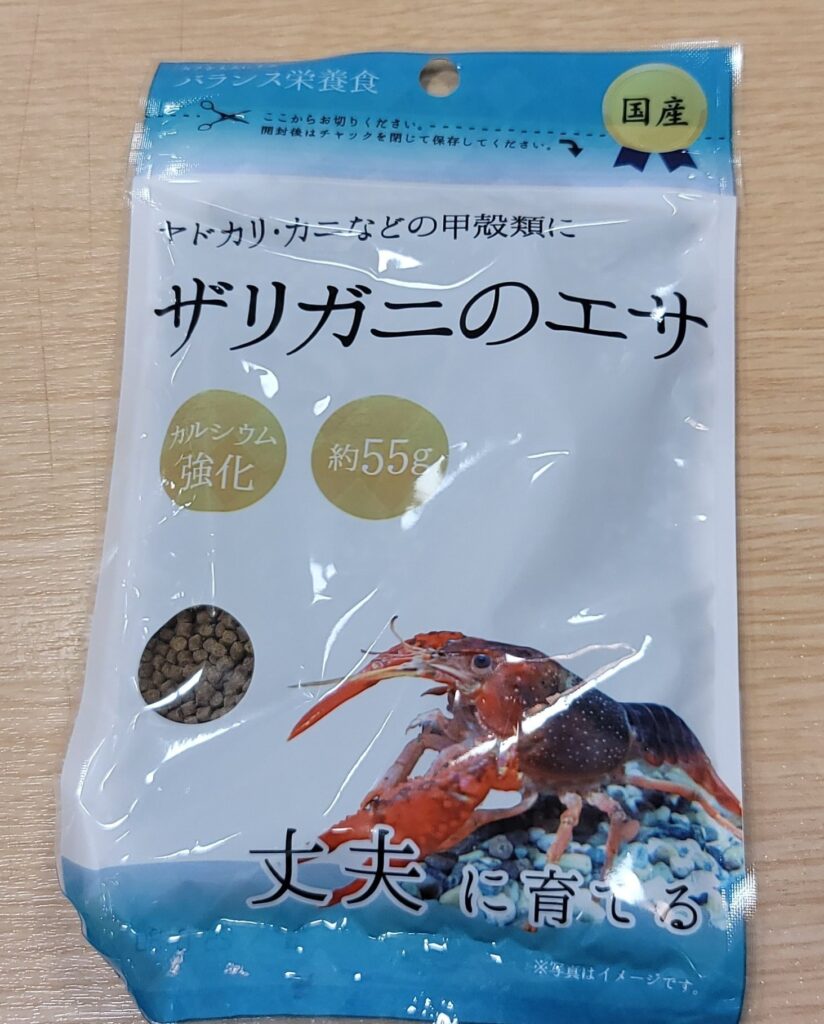 バランス栄養食
国産
ここからお切りください。
開封後はチャックを閉じて保存してください。
ヤドカリ・カニなどの甲殻類に
ザリガニのエサ
カルシウム
強化
約55g
丈夫に育てる
※写真はイメージです。